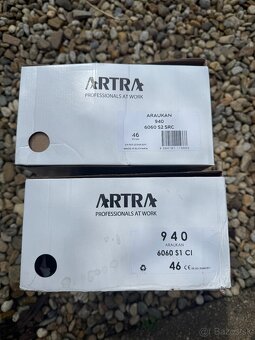 ARTRA
PROFESSIONALS AT WORK
ARAUKAN
940
6060 S2 SRC
46
ARTRA
PROFESSIONALS AT WORK
940
ARAUKAN
6060 S1 CI
46 CE